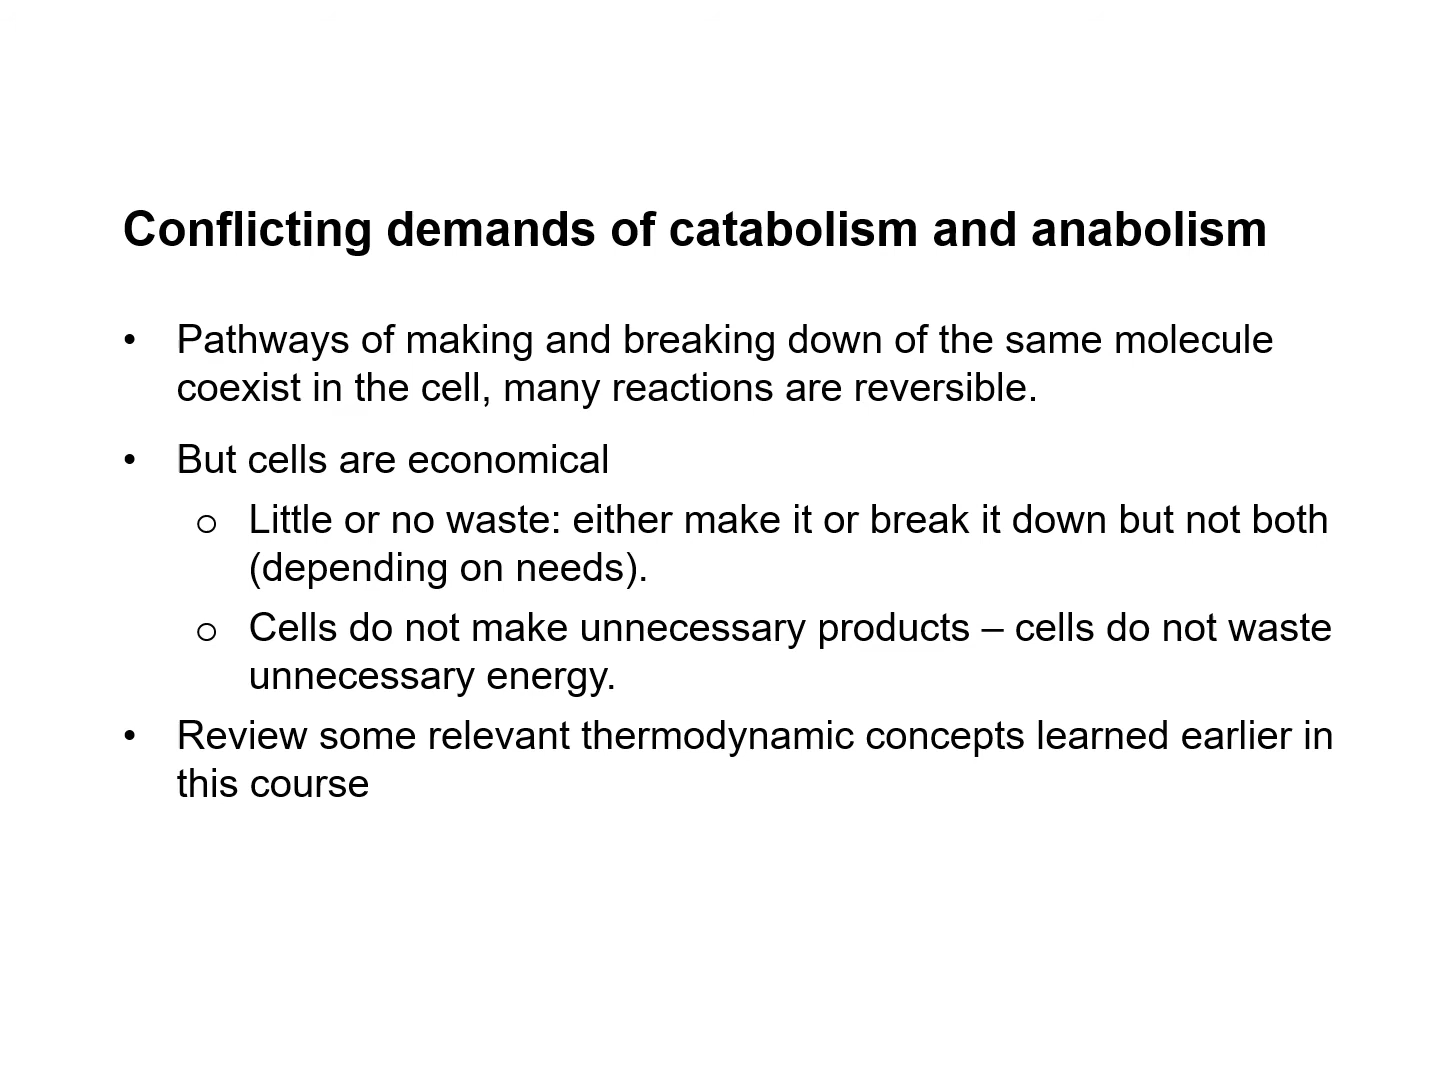 Conflicting demands of catabolism and anabolism
• Pathways of making and breaking down of the same molecule
coexist in the cell, many reactions are reversible.
• But cells are economical
o Little or no waste: either make it or break it down but not both
(depending on needs).
o Cells do not make unnecessary products – cells do not waste
unnecessary energy.
• Review some relevant thermodynamic concepts learned earlier in
this course